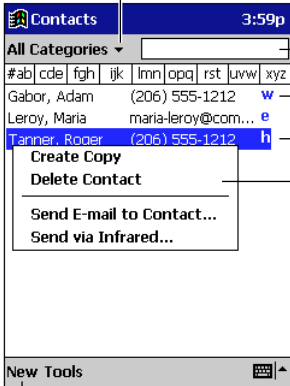 Contacts 3:59p
All Categories
#ab cde fgh ijk lmn opq rst uvw xyz
Gabor, Adam (206) 555-1212 w
Leroy, Maria maria-leroy@com... e
Tanner, Roger (206) 555-1212 h
Create Copy
Delete Contact
Send E-mail to Contact...
Send via Infrared...
New Tools